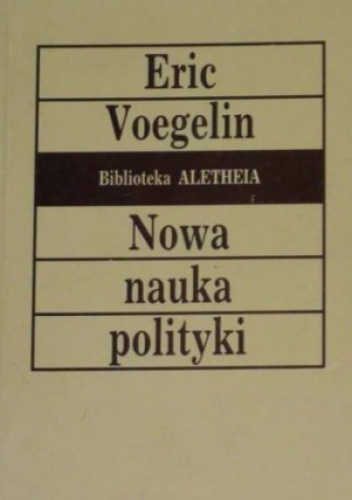 Eric
Voegelin
Biblioteka ALETHEIA
Nowa
nauka
polityki